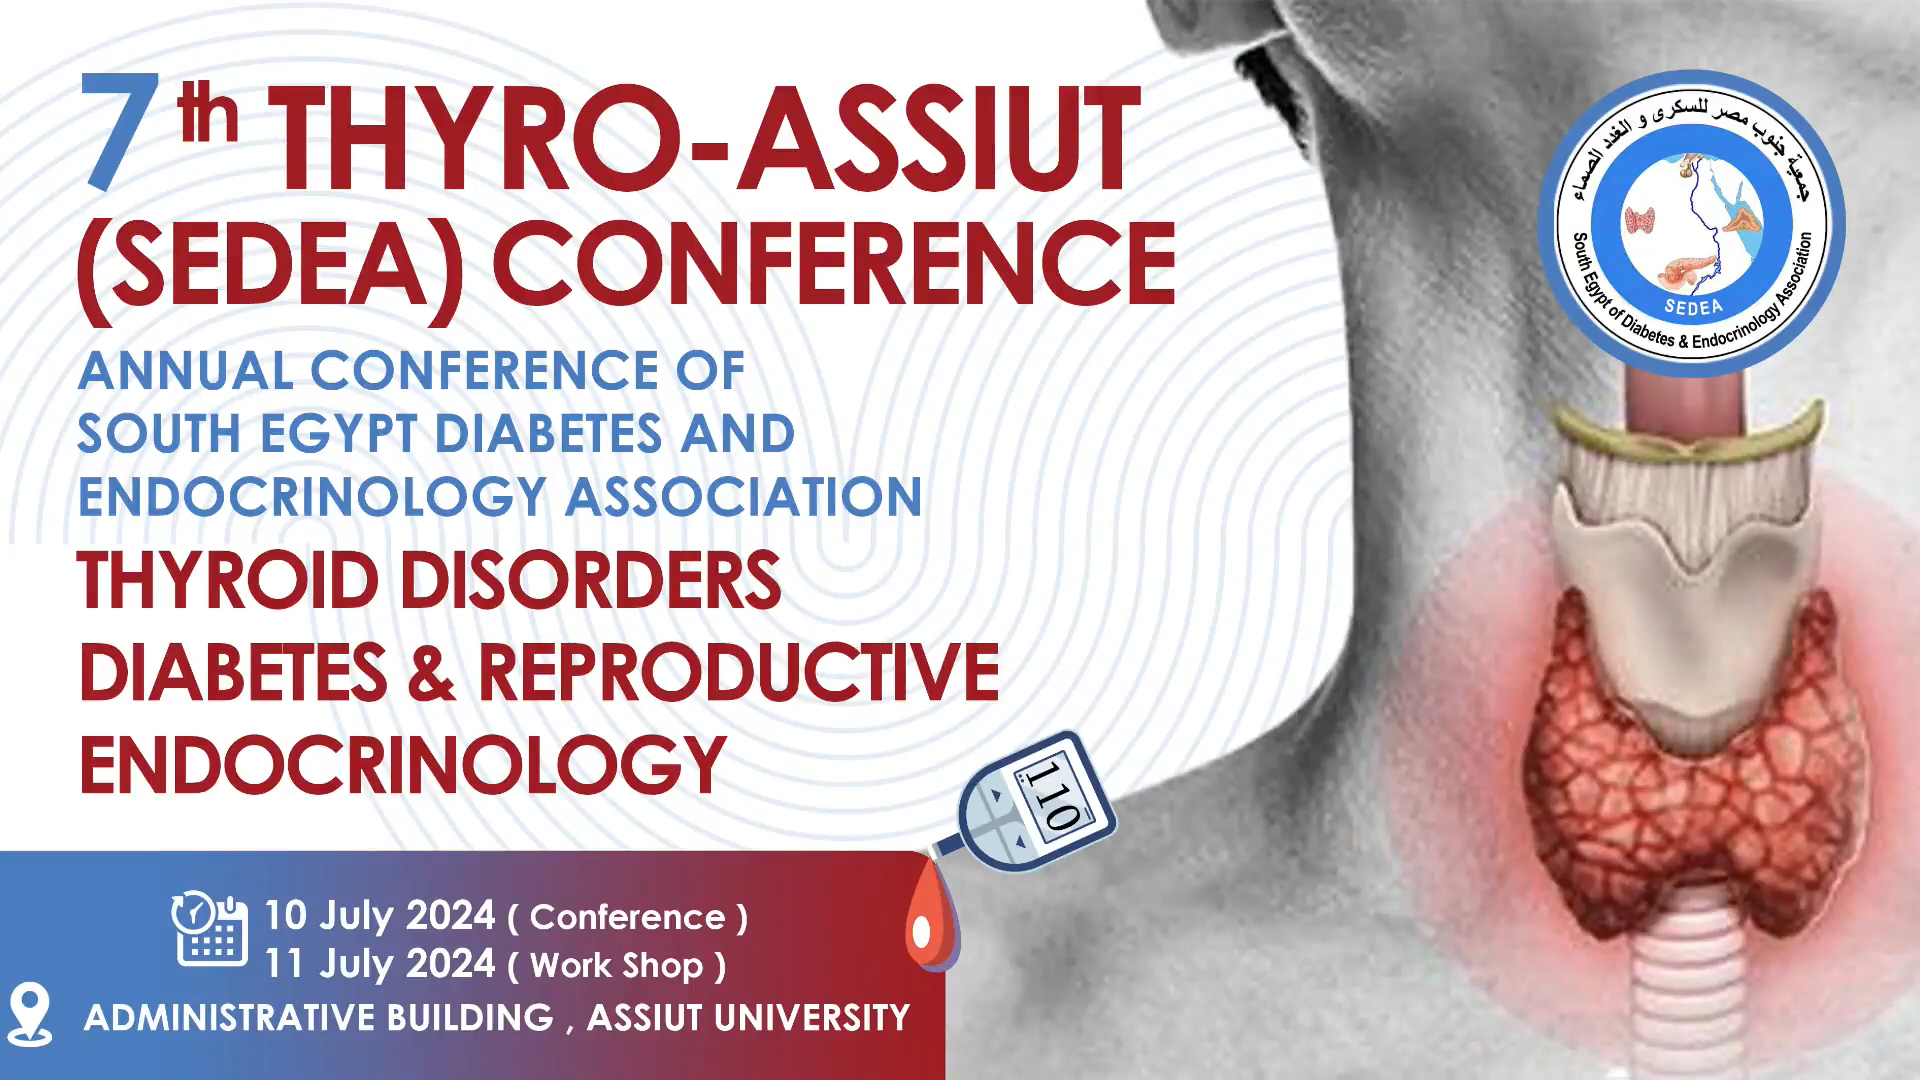 7th THYRO-ASSIUT
(SEDEA) CONFERENCE
ANNUAL CONFERENCE OF
SOUTH EGYPT DIABETES AND
ENDOCRINOLOGY ASSOCIATION
THYROID DISORDERS
DIABETES & REPRODUCTIVE
ENDOCRINOLOGY
110
10 July 2024 ( Conference )
11 July 2024 ( Work Shop )
ADMINISTRATIVE BUILDING , ASSIUT UNIVERSITY
جمعية جنوب مصر للسكرى و الغدد الصماء
SEDEA
South Egypt of Diabetes & Endocrinology Association